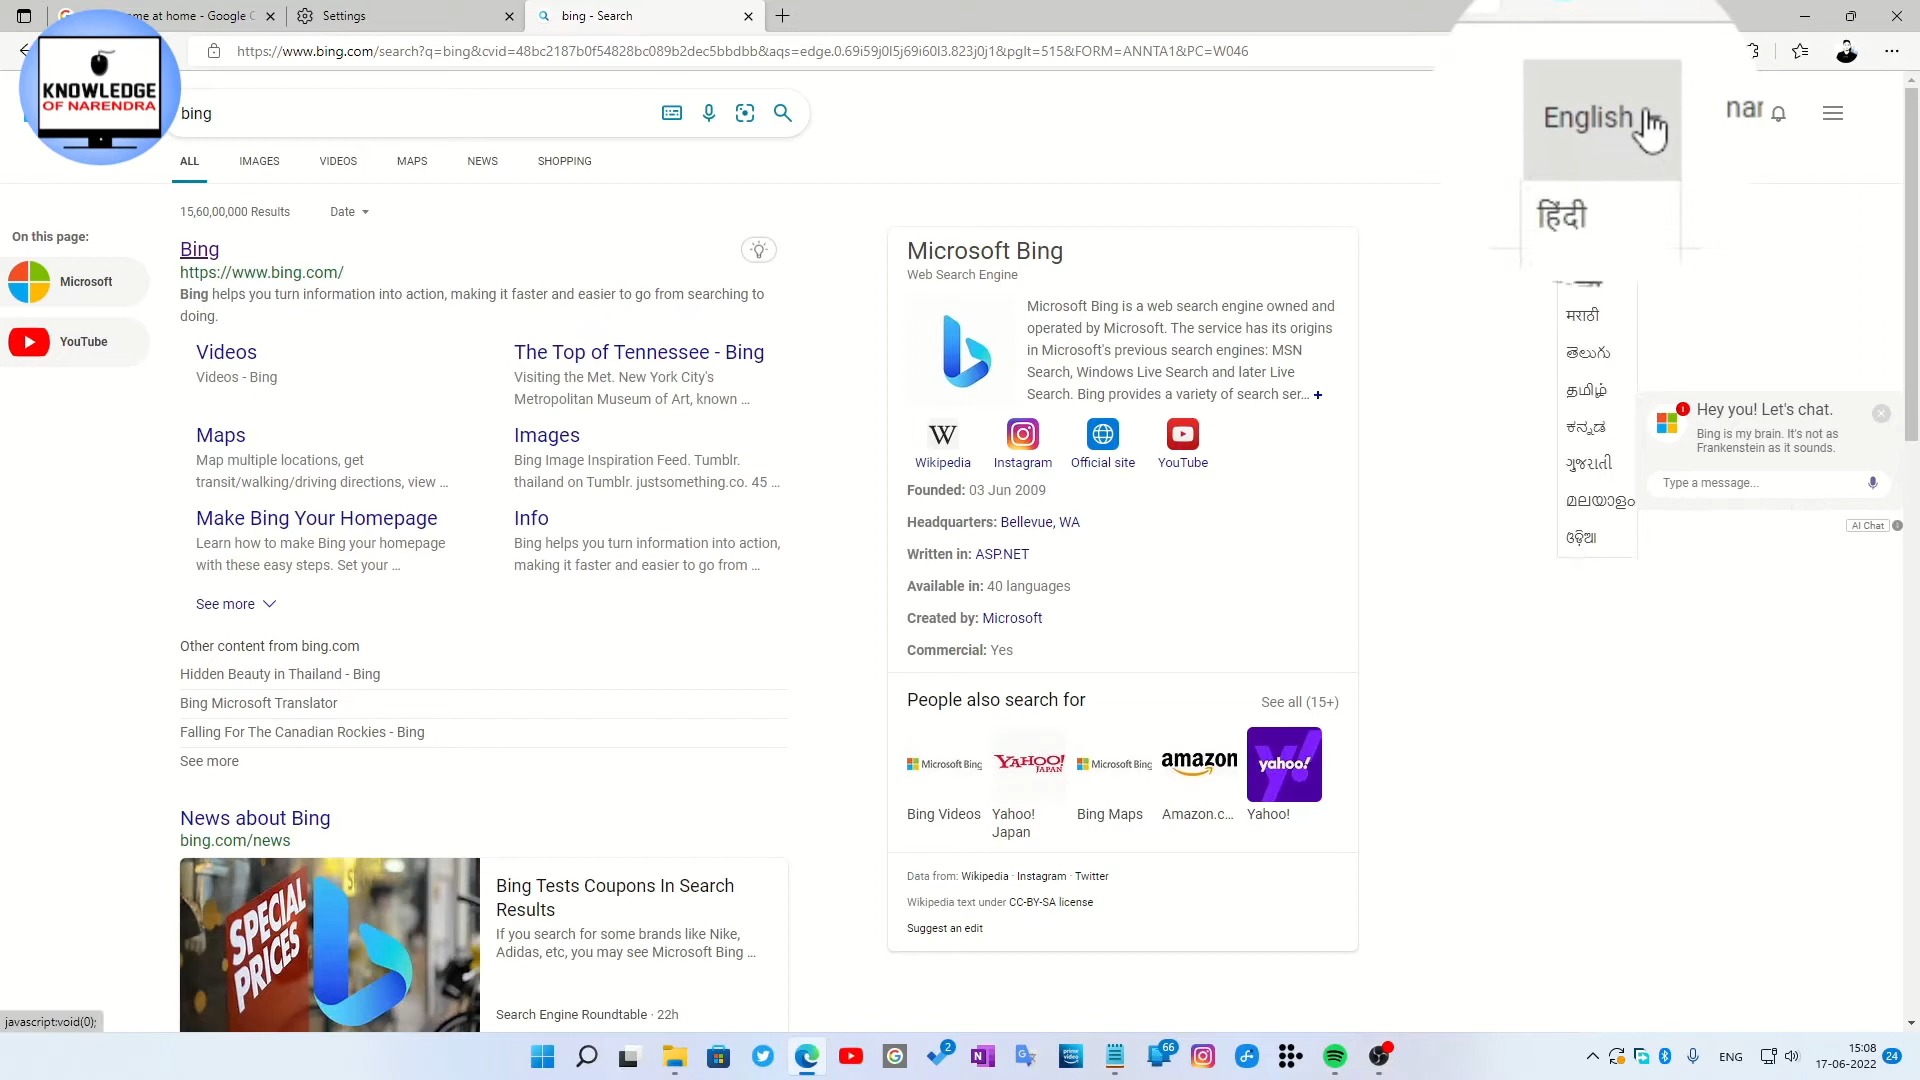 ome at home - Google C
Settings
bing - Search
https://www.bing.com/search?q=bing&cvid=48bc2187b0f54828bc089b2dec5bbdbb&aqs=edge.0.69i59j0l5j69i60l3.823j0j1&pglt=515&FORM=ANNTA1&PC=W046
KNOWLEDGE
OF NARENDRA
bing
English
nar
हिंदी
ALL
IMAGES
VIDEOS
MAPS
NEWS
SHOPPING
15,60,00,000 Results
Date
On this page:
Microsoft
YouTube
Bing
https://www.bing.com/
Bing helps you turn information into action, making it faster and easier to go from searching to
doing.
Videos
Videos - Bing
The Top of Tennessee - Bing
Visiting the Met. New York City's
Metropolitan Museum of Art, known ...
Maps
Map multiple locations, get
transit/walking/driving directions, view ...
Images
Bing Image Inspiration Feed. Tumblr.
thailand on Tumblr. justsomething.co. 45 ...
Make Bing Your Homepage
Learn how to make Bing your homepage
with these easy steps. Set your ...
Info
Bing helps you turn information into action,
making it faster and easier to go from ...
See more
Other content from bing.com
Hidden Beauty in Thailand - Bing
Bing Microsoft Translator
Falling For The Canadian Rockies - Bing
See more
News about Bing
bing.com/news
SPECIAL
PRICES
Bing Tests Coupons In Search
Results
If you search for some brands like Nike,
Adidas, etc, you may see Microsoft Bing ...
Search Engine Roundtable · 22h
Microsoft Bing
Web Search Engine
Microsoft Bing is a web search engine owned and
operated by Microsoft. The service has its origins
in Microsoft's previous search engines: MSN
Search, Windows Live Search and later Live
Search. Bing provides a variety of search ser... +
Wikipedia
Instagram
Official site
YouTube
Founded: 03 Jun 2009
Headquarters: Bellevue, WA
Written in: ASP.NET
Available in: 40 languages
Created by: Microsoft
Commercial: Yes
People also search for
See all (15+)
Microsoft Bing
YAHOO!
JAPAN
Microsoft Bing
amazon
yahoo!
Bing Videos
Yahoo!
Japan
Bing Maps
Amazon.c...
Yahoo!
Data from: Wikipedia · Instagram · Twitter
Wikipedia text under CC-BY-SA license
Suggest an edit
मराठी
తెలుగు
தமிழ்
ಕನ್ನಡ
ગુજરાતી
മലയാളം
ଓଡ଼ିଆ
Hey you! Let's chat.
Bing is my brain. It's not as
Frankenstein as it sounds.
Type a message...
AI Chat
javascript:void(0);
2
prime video
66
ENG
15:08
17-06-2022
24